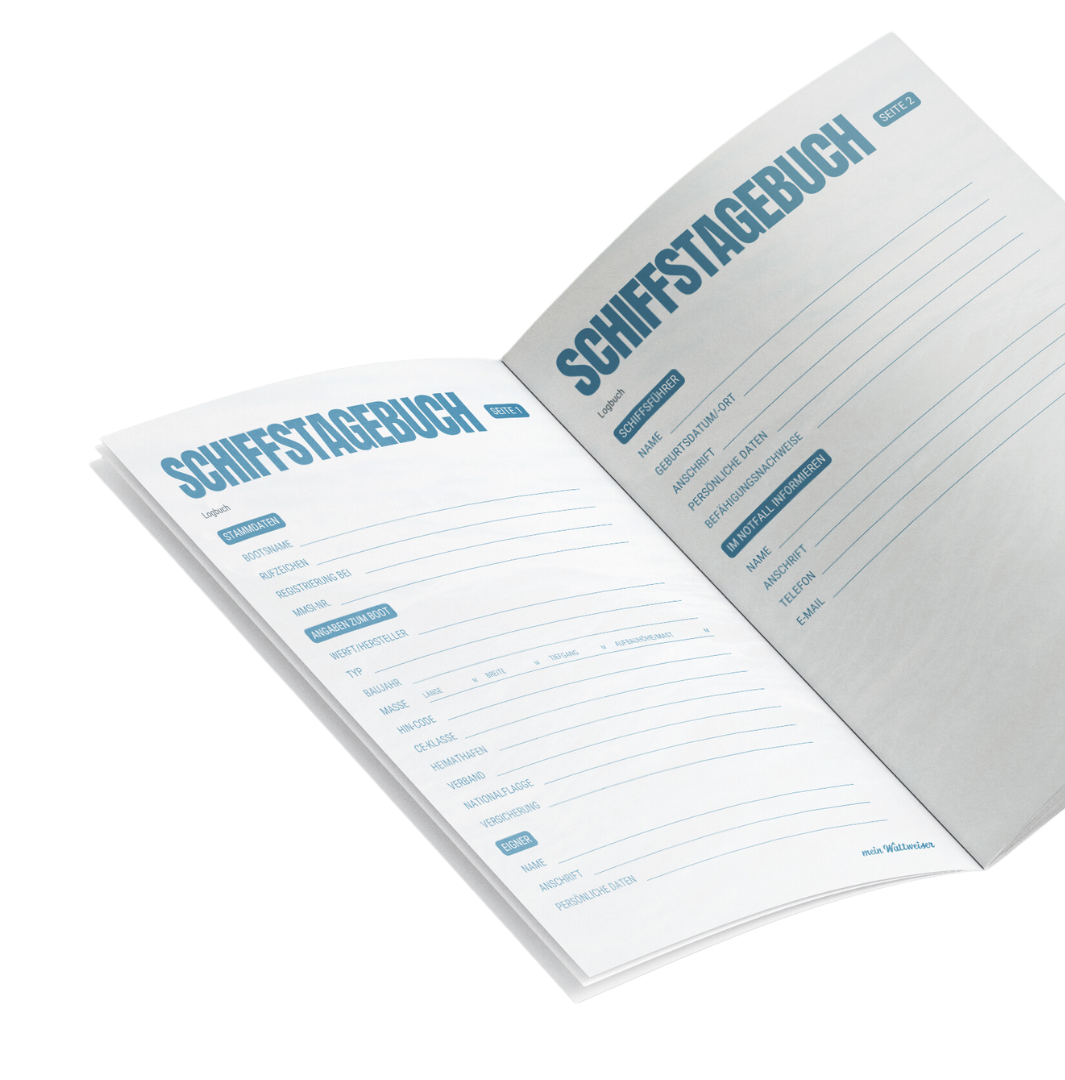 SCHIFFSTAGEBUCH SEITE 1
Logbuch
STAMMDATEN
BOOTSNAME
RUFZEICHEN
REGISTRIERUNG BEI
MMSI-NR.
ANGABEN ZUM BOOT
WERFT/HERSTELLER
TYP
BAUJAHR
MASSE LÄNGE M BREITE M TIEFGANG M AUFBAUHÖHE/MAST M
HIN-CODE
CE-KLASSE
HEIMATHAFEN
VERBAND
NATIONALFLAGGE
VERSICHERUNG
EIGNER
NAME
ANSCHRIFT
PERSÖNLICHE DATEN
mein Wattweiser
SCHIFFSTAGEBUCH SEITE 2
Logbuch
SCHIFFSFÜHRER
NAME
GEBURTSDATUM/-ORT
ANSCHRIFT
PERSÖNLICHE DATEN
BEFÄHIGUNGSNACHWEISE
IM NOTFALL INFORMIEREN
NAME
ANSCHRIFT
TELEFON
E-MAIL